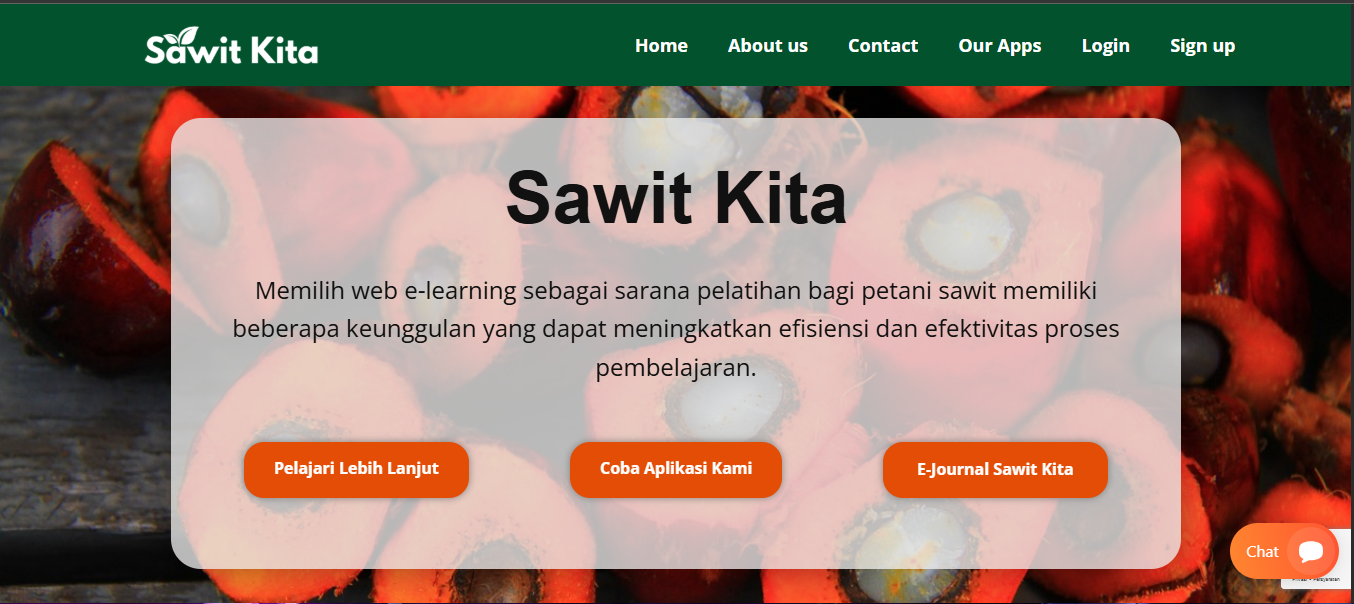 Sawit Kita
Home
About us
Contact
Our Apps
Login
Sign up
Sawit Kita
Memilih web e-learning sebagai sarana pelatihan bagi petani sawit memiliki
beberapa keunggulan yang dapat meningkatkan efisiensi dan efektivitas proses
pembelajaran.
Pelajari Lebih Lanjut
Coba Aplikasi Kami
E-Journal Sawit Kita
Chat